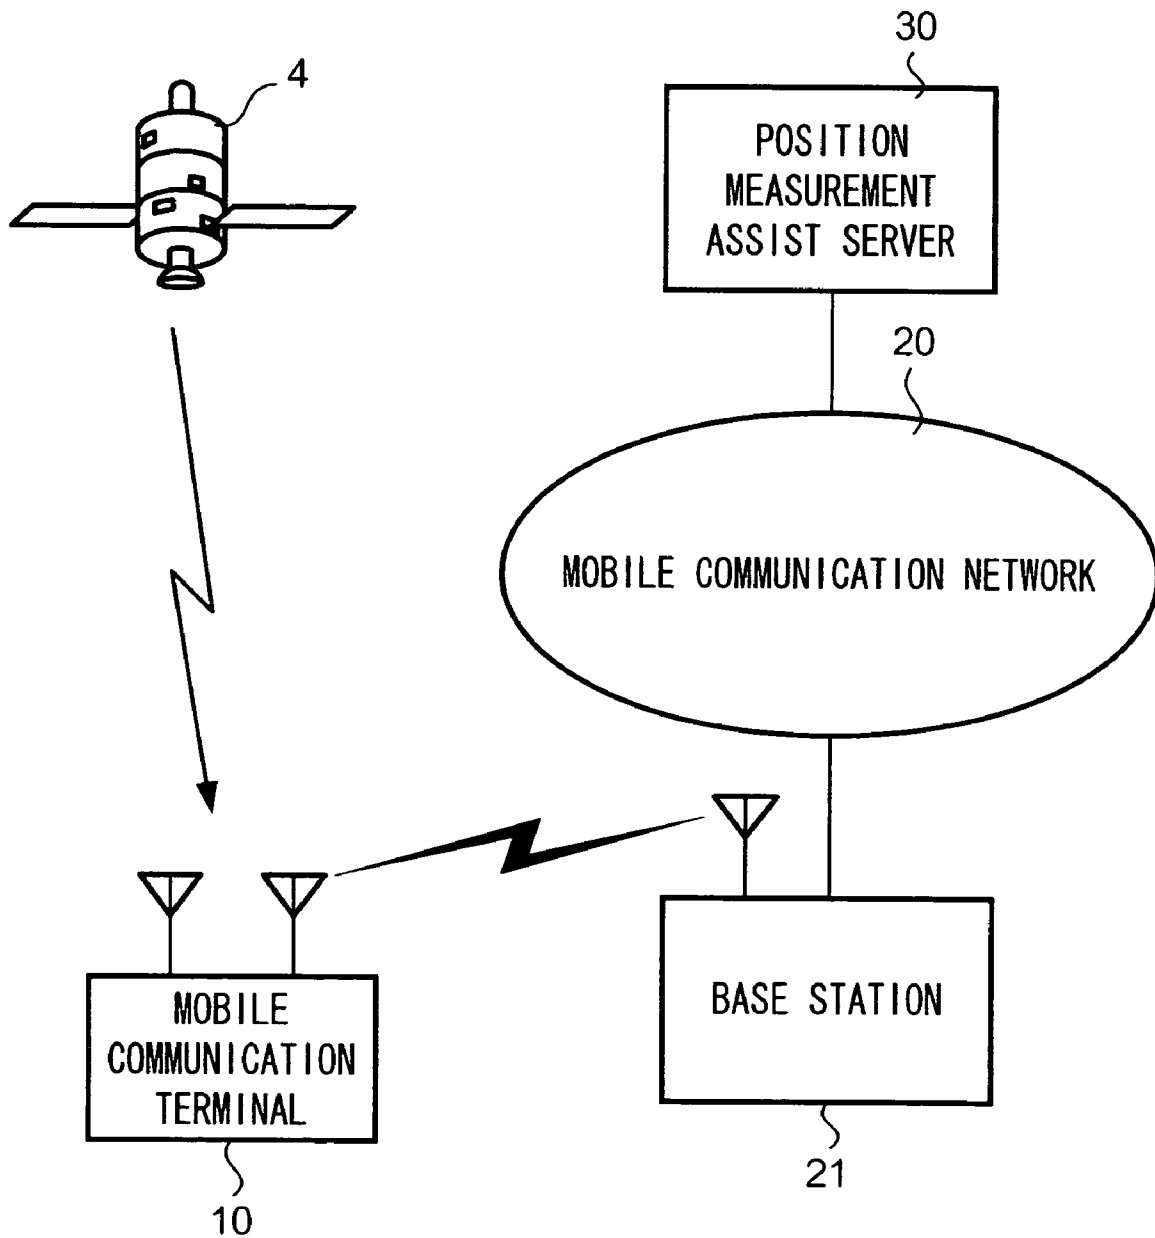 4
30
POSITION
MEASUREMENT
ASSIST SERVER
20
MOBILE COMMUNICATION NETWORK
MOBILE
COMMUNICATION
TERMINAL
10
BASE STATION
21